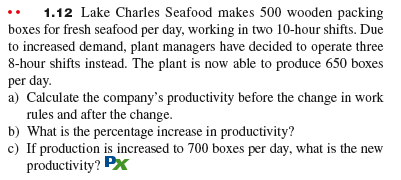 •• 1.12 Lake Charles Seafood makes 500 wooden packing
boxes for fresh seafood per day, working in two 10-hour shifts. Due
to increased demand, plant managers have decided to operate three
8-hour shifts instead. The plant is now able to produce 650 boxes
per day.
a) Calculate the company's productivity before the change in work
rules and after the change.
b) What is the percentage increase in productivity?
c) If production is increased to 700 boxes per day, what is the new
productivity? PX